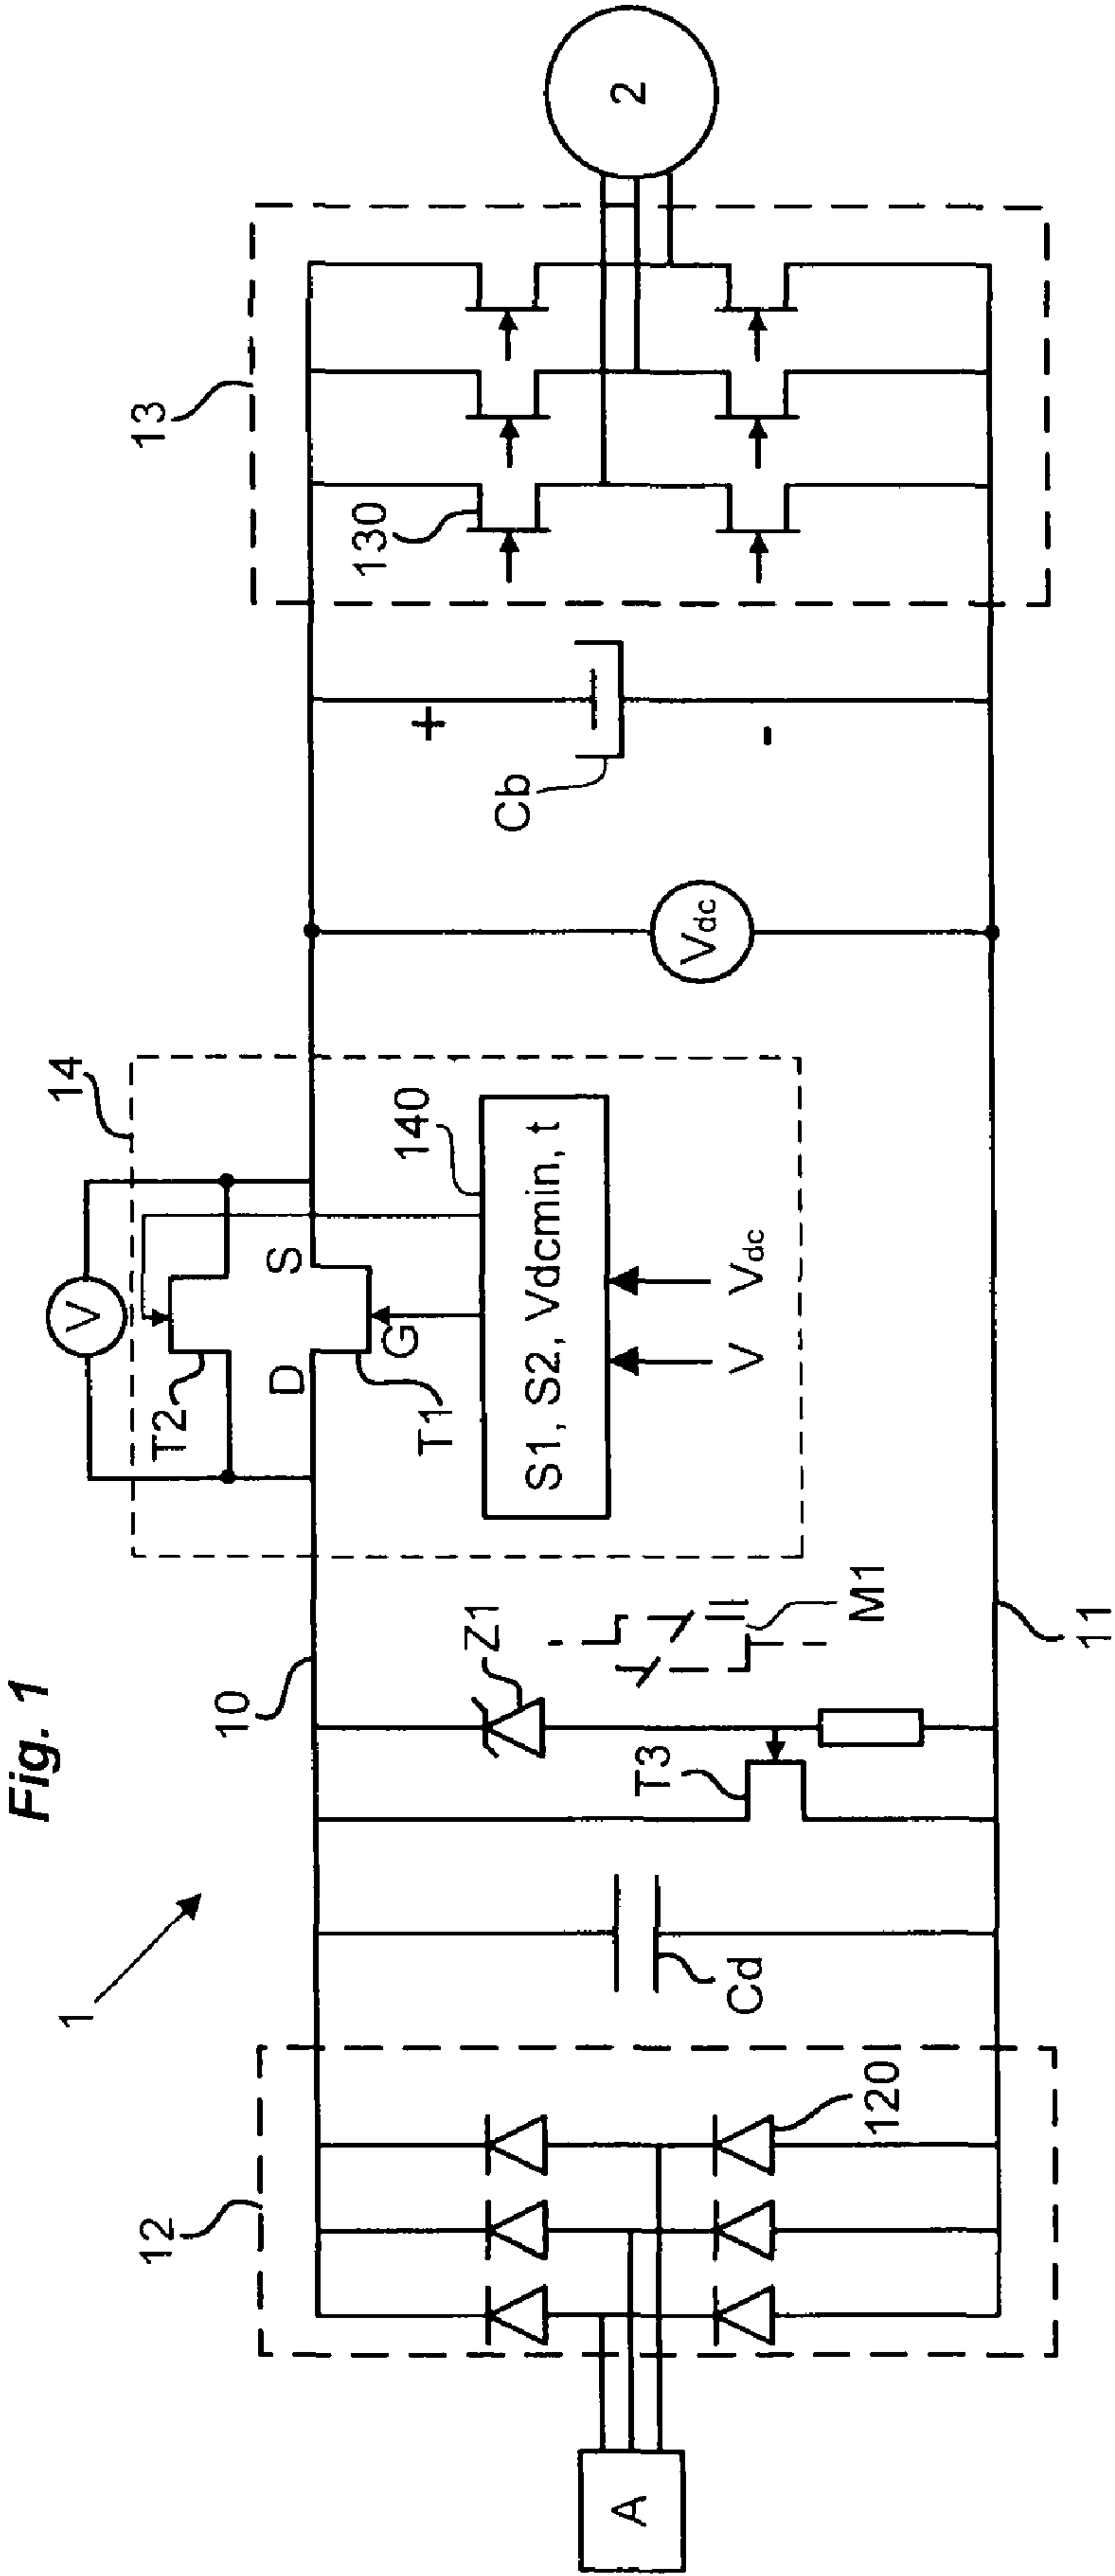 Fig. 1
1
A
12
120
Cd
10
T3
Z1
M1
11
14
V
T2
D
S
G
T1
140
S1, S2, Vdcmin, t
V
Vdc
Vdc
+
-
Cb
13
130
2